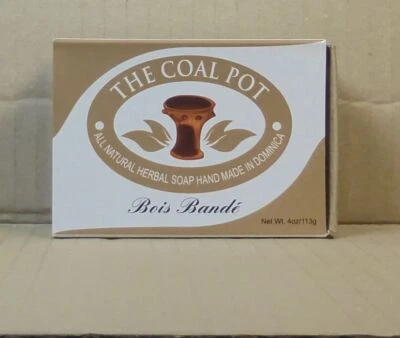 THE COAL POT
• ALL NATURAL HERBAL SOAP HAND MADE IN DOMINICA •
Bois Bandé
Net Wt. 4oz/113g